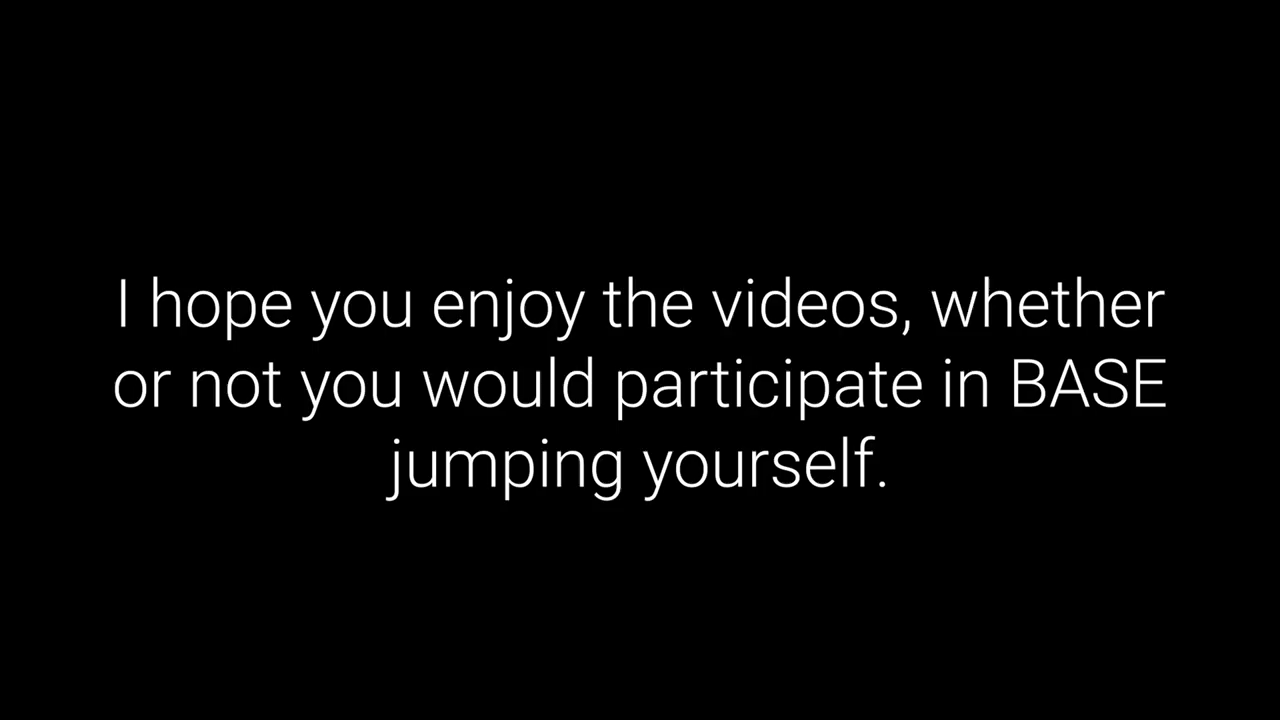 I hope you enjoy the videos, whether
or not you would participate in BASE
jumping yourself.